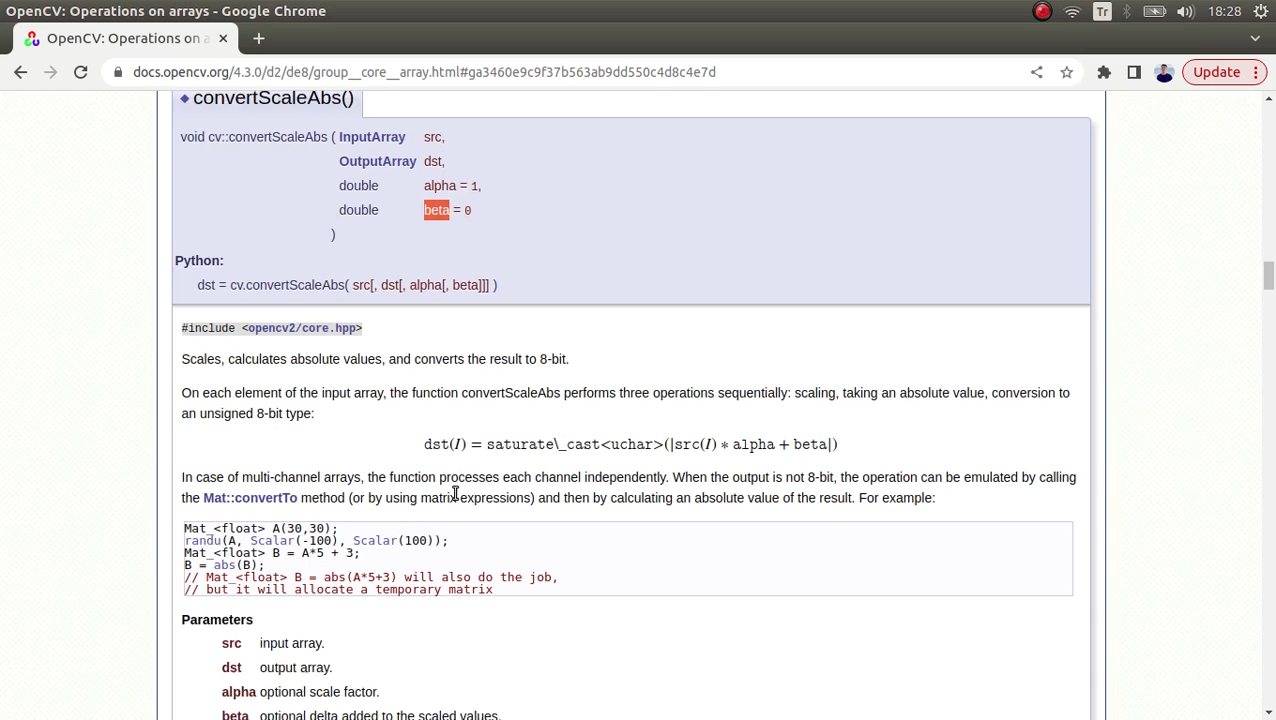 OpenCV: Operations on arrays - Google Chrome
Tr
18:28
OpenCV: Operations on a
docs.opencv.org/4.3.0/d2/de8/group__core__array.html#ga3460e9c9f37b563ab9dd550c4d8c4e7d
Update
◆ convertScaleAbs()
void cv::convertScaleAbs ( InputArray src,
OutputArray dst,
double alpha = 1,
double beta = 0
)
Python:
dst = cv.convertScaleAbs( src[, dst[, alpha[, beta]]] )
#include <opencv2/core.hpp>
Scales, calculates absolute values, and converts the result to 8-bit.
On each element of the input array, the function convertScaleAbs performs three operations sequentially: scaling, taking an absolute value, conversion to
an unsigned 8-bit type:
dst(I) = saturate\_cast<uchar>(|src(I) * alpha + beta|)
In case of multi-channel arrays, the function processes each channel independently. When the output is not 8-bit, the operation can be emulated by calling
the Mat::convertTo method (or by using matrix expressions) and then by calculating an absolute value of the result. For example:
Mat_<float> A(30,30);
randu(A, Scalar(-100), Scalar(100));
Mat_<float> B = A*5 + 3;
B = abs(B);
// Mat_<float> B = abs(A*5+3) will also do the job,
// but it will allocate a temporary matrix
Parameters
src input array.
dst output array.
alpha optional scale factor.
beta optional delta added to the scaled values.